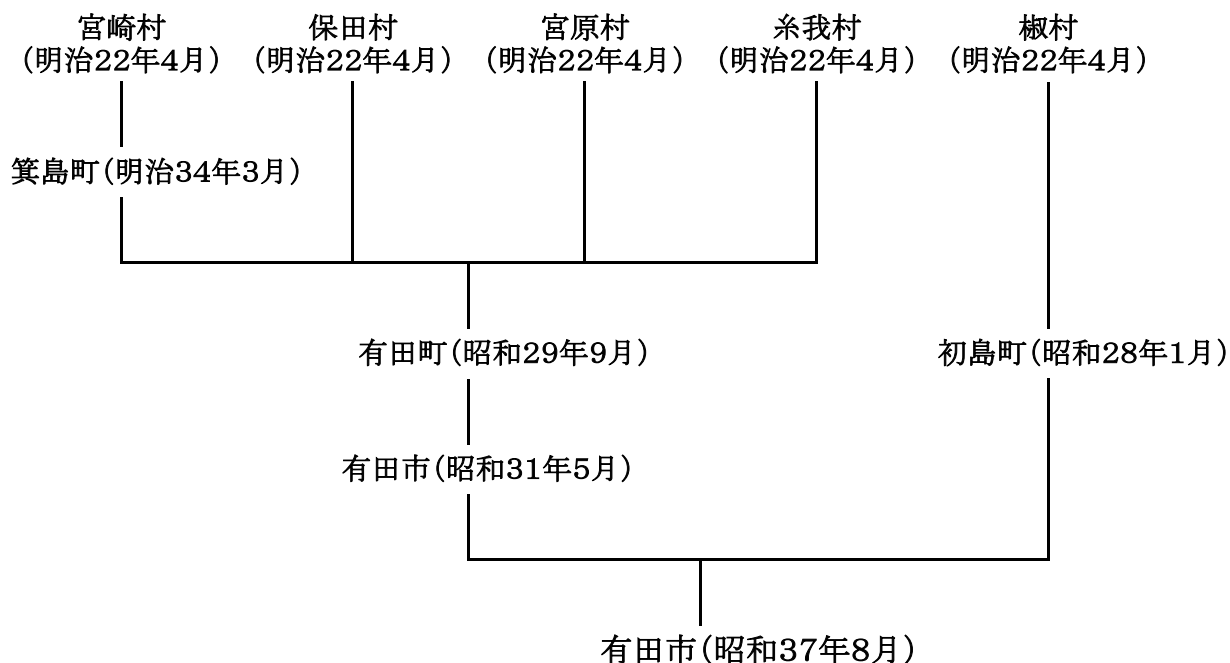 宮崎村
（明治22年4月）
保田村
（明治22年4月）
宮原村
（明治22年4月）
糸我村
（明治22年4月）
椒村
（明治22年4月）
箕島町（明治34年3月）
有田町（昭和29年9月）
初島町（昭和28年1月）
有田市（昭和31年5月）
有田市（昭和37年8月）